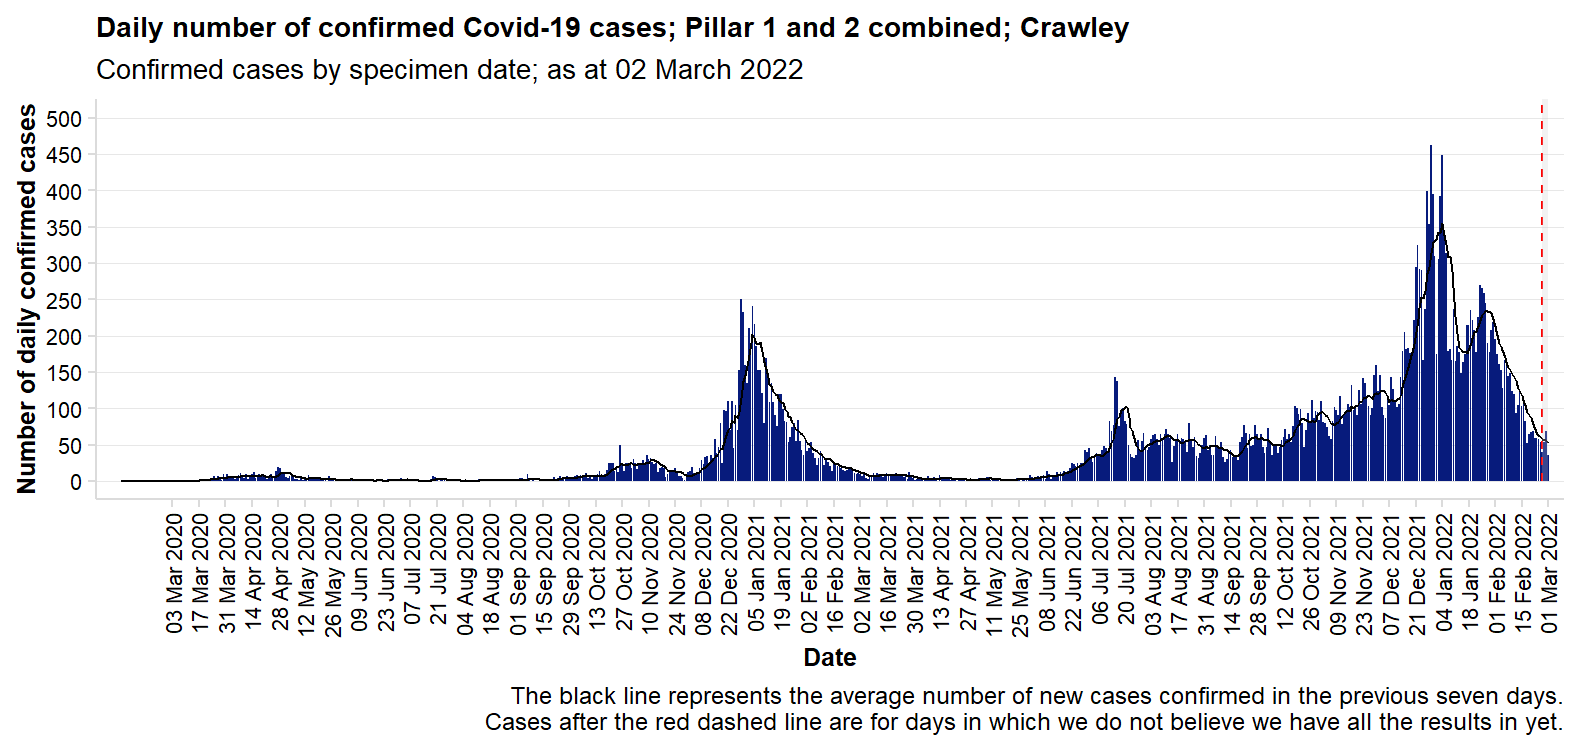 Daily number of confirmed Covid-19 cases; Pillar 1 and 2 combined; Crawley
Confirmed cases by specimen date; as at 02 March 2022
Number of daily confirmed cases
500
450
400
350
300
250
200
150
100
50
0
03 Mar 2020
17 Mar 2020
31 Mar 2020
14 Apr 2020
28 Apr 2020
12 May 2020
26 May 2020
09 Jun 2020
23 Jun 2020
07 Jul 2020
21 Jul 2020
04 Aug 2020
18 Aug 2020
01 Sep 2020
15 Sep 2020
29 Sep 2020
13 Oct 2020
27 Oct 2020
10 Nov 2020
24 Nov 2020
08 Dec 2020
22 Dec 2020
05 Jan 2021
19 Jan 2021
02 Feb 2021
16 Feb 2021
02 Mar 2021
16 Mar 2021
30 Mar 2021
13 Apr 2021
27 Apr 2021
11 May 2021
25 May 2021
08 Jun 2021
22 Jun 2021
06 Jul 2021
20 Jul 2021
03 Aug 2021
17 Aug 2021
31 Aug 2021
14 Sep 2021
28 Sep 2021
12 Oct 2021
26 Oct 2021
09 Nov 2021
23 Nov 2021
07 Dec 2021
21 Dec 2021
04 Jan 2022
18 Jan 2022
01 Feb 2022
15 Feb 2022
01 Mar 2022
Date
The black line represents the average number of new cases confirmed in the previous seven days.
Cases after the red dashed line are for days in which we do not believe we have all the results in yet.